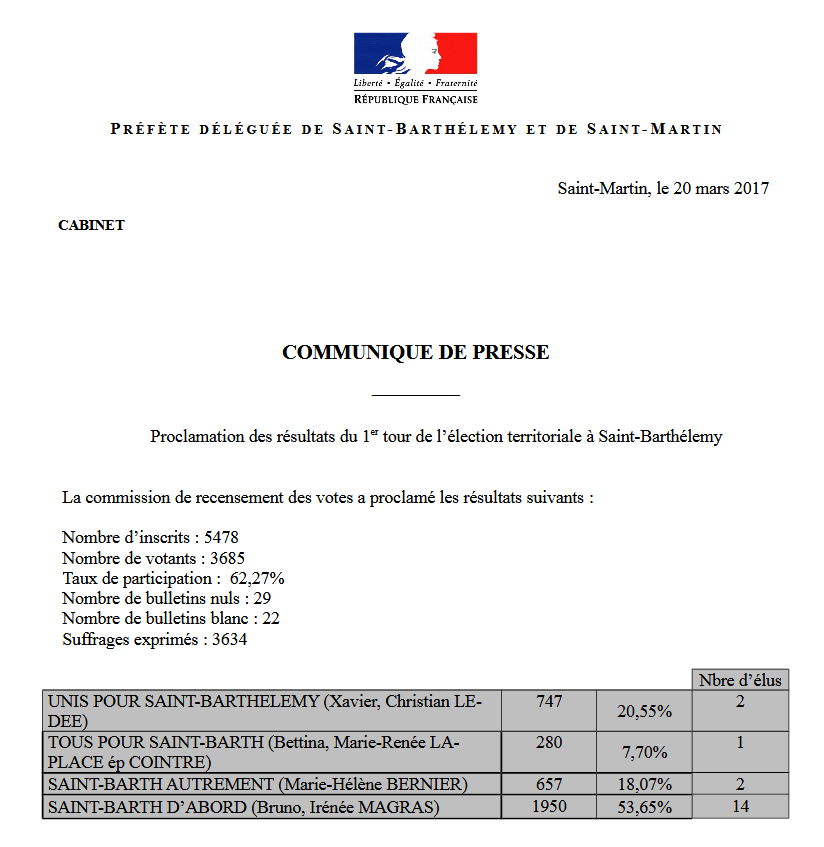 Liberté • Égalité • Fraternité
RÉPUBLIQUE FRANÇAISE
PRÉFÈTE DÉLÉGUÉE DE SAINT-BARTHÉLEMY ET DE SAINT-MARTIN
Saint-Martin, le 20 mars 2017
CABINET
COMMUNIQUE DE PRESSE
Proclamation des résultats du 1er tour de l’élection territoriale à Saint-Barthélemy
La commission de recensement des votes a proclamé les résultats suivants :
Nombre d’inscrits : 5478
Nombre de votants : 3685
Taux de participation :  62,27%
Nombre de bulletins nuls : 29
Nombre de bulletins blanc : 22
Suffrages exprimés : 3634
Nbre d’élus
UNIS POUR SAINT-BARTHELEMY (Xavier, Christian LE-
DEE) 747 20,55% 2
TOUS POUR SAINT-BARTH (Bettina, Marie-Renée LA-
PLACE ép COINTRE) 280 7,70% 1
SAINT-BARTH AUTREMENT (Marie-Hélène BERNIER) 657 18,07% 2
SAINT-BARTH D’ABORD (Bruno, Irénée MAGRAS) 1950 53,65% 14